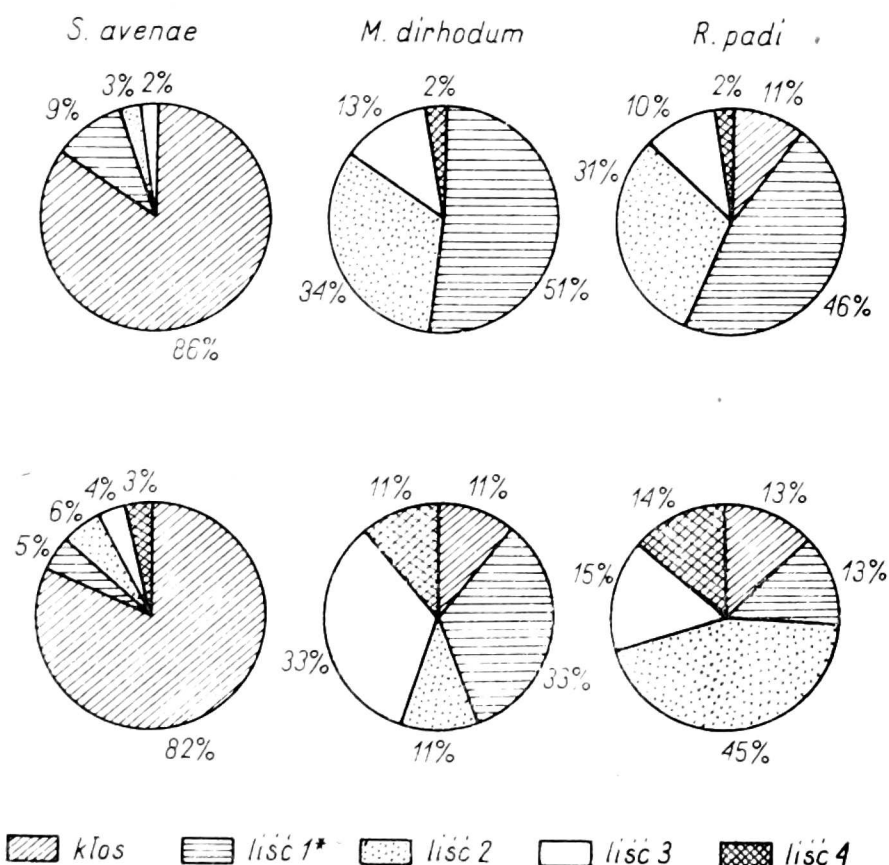 S. avenae M. dirhodum R. padi
3% 2% 2% 2% 11%
9% 13% 10%
31%
34% 51% 46%
86%
4% 3% 11% 11% 14% 13%
6%
5% 15% 13%
33% 33%
82% 11% 45%
kłos liść 1* liść 2 liść 3 liść 4